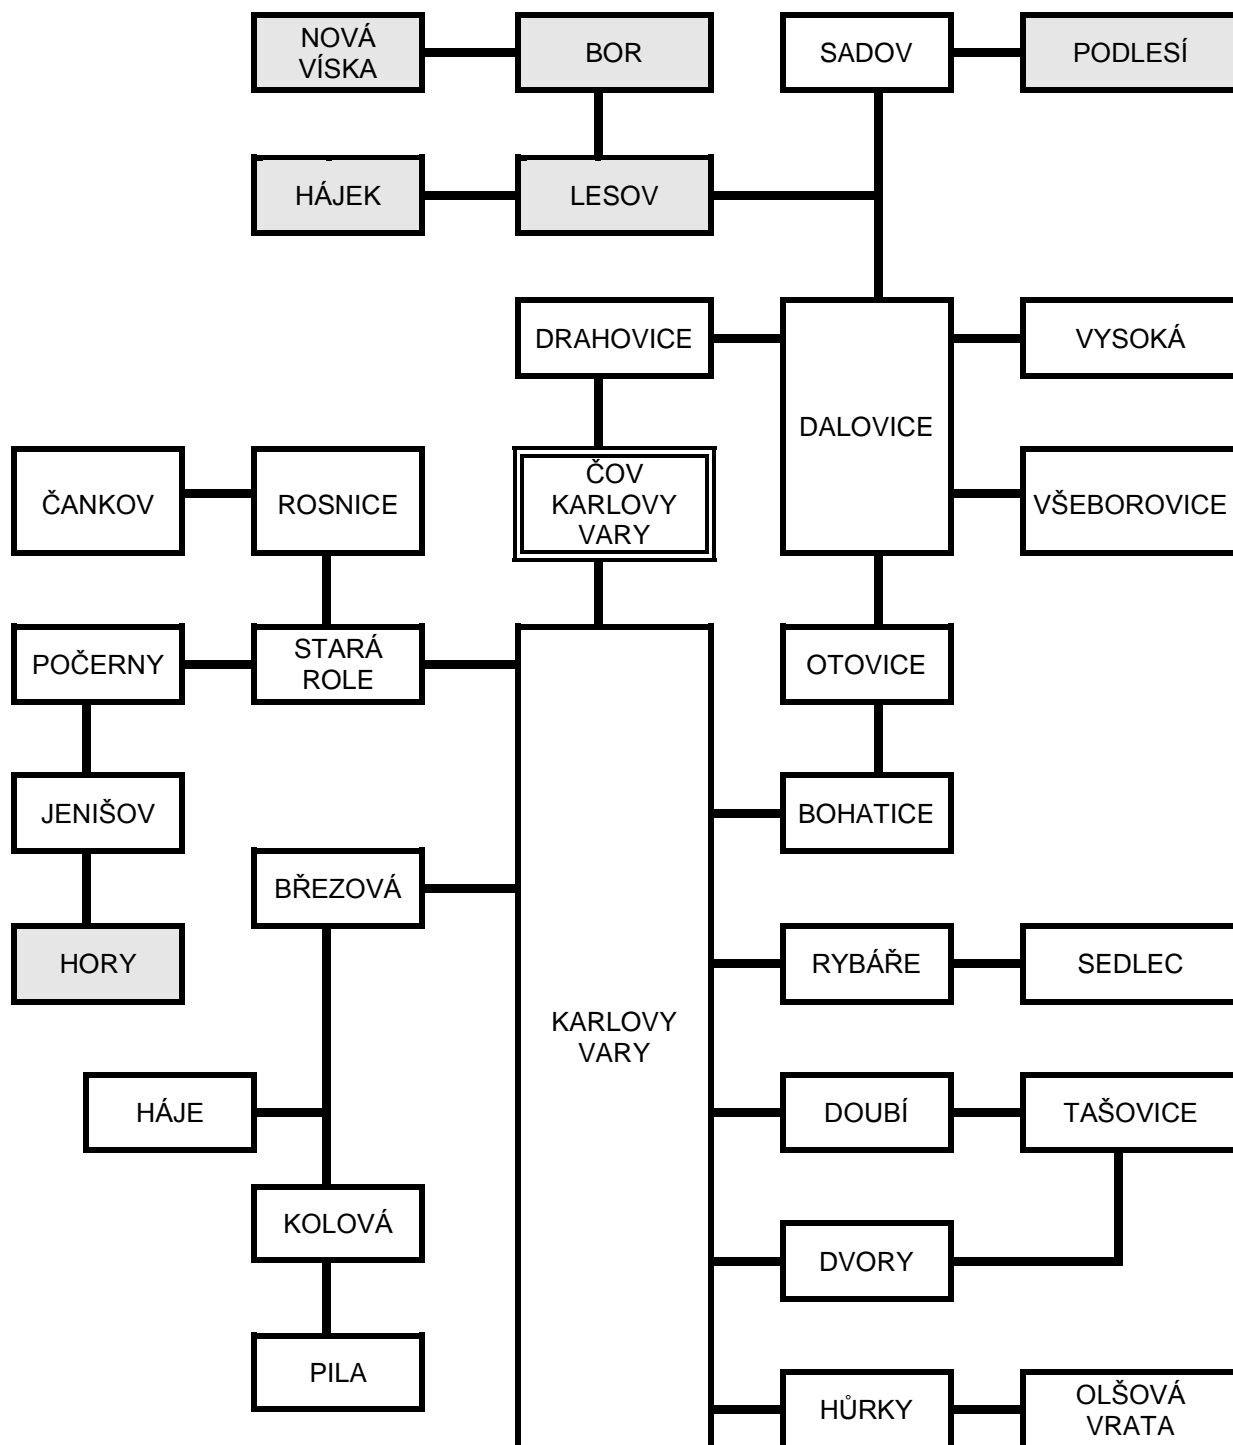 NOVÁ
VÍSKA
BOR
SADOV
PODLESÍ
HÁJEK
LESOV
DRAHOVICE
VYSOKÁ
DALOVICE
ČANKOV
ROSNICE
ČOV
KARLOVY
VARY
VŠEBOROVICE
POČERNY
STARÁ
ROLE
OTOVICE
JENIŠOV
BOHATICE
BŘEZOVÁ
HORY
RYBÁŘE
SEDLEC
KARLOVY
VARY
HÁJE
DOUBÍ
TAŠOVICE
KOLOVÁ
DVORY
PILA
HŮRKY
OLŠOVÁ
VRATA